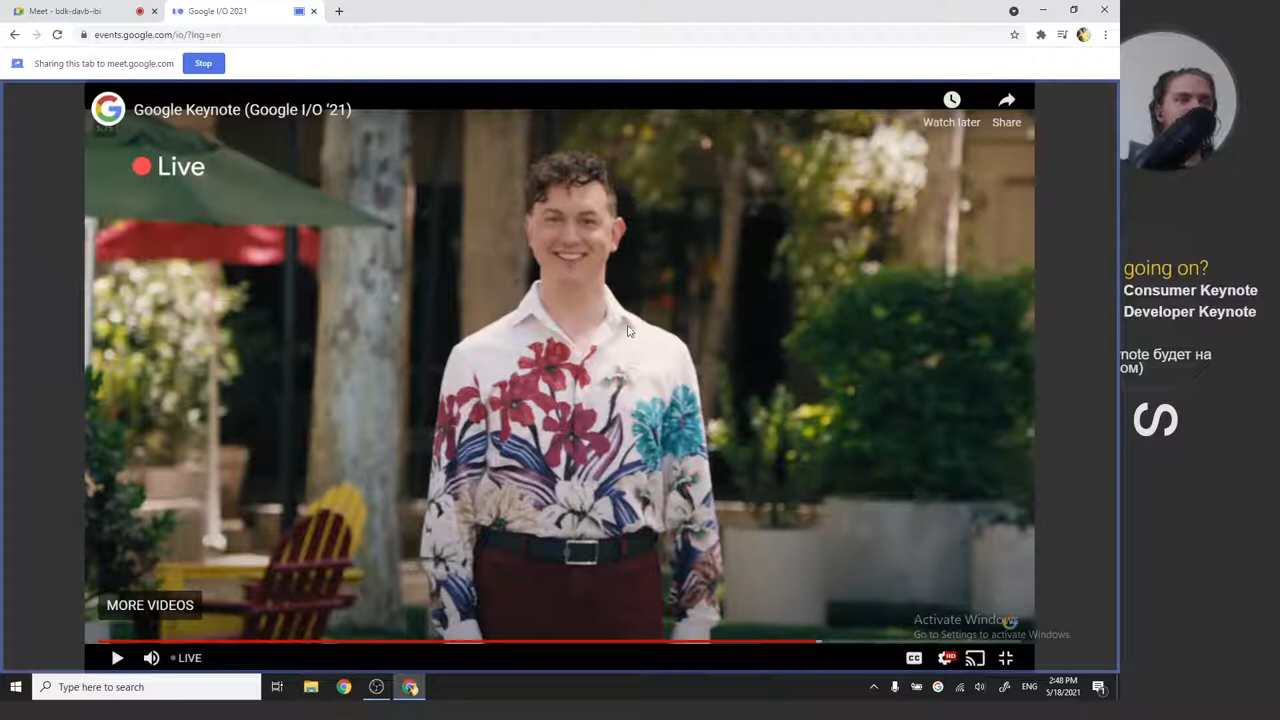 Meet - bdk-davb-ibi
Google I/O 2021
events.google.com/io/?lng=en
Sharing this tab to meet.google.com
Stop
Google Keynote (Google I/O '21)
Watch later
Share
Live
going on?
Consumer Keynote
Developer Keynote
note будет на
ом)
S
MORE VIDEOS
Activate Windows
Go to Settings to activate Windows.
LIVE
CC
HD
Type here to search
ENG
2:48 PM
5/18/2021
1